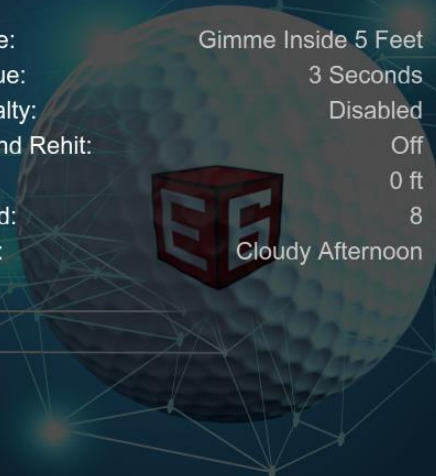 e: Gimme Inside 5 Feet
ue: 3 Seconds
alty: Disabled
nd Rehit: Off
0 ft
d: 8
: Cloudy Afternoon
E6